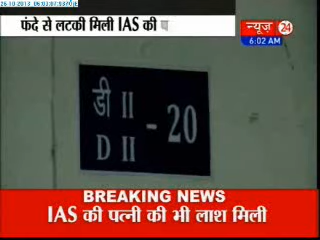 26-10-2013 06:03:07:93
फंदे से लटकी मिली IAS की
न्यूज़ 24
6:02 AM
डी II
D II
- 20
BREAKING NEWS
IAS की पत्नी की भी लाश मिली